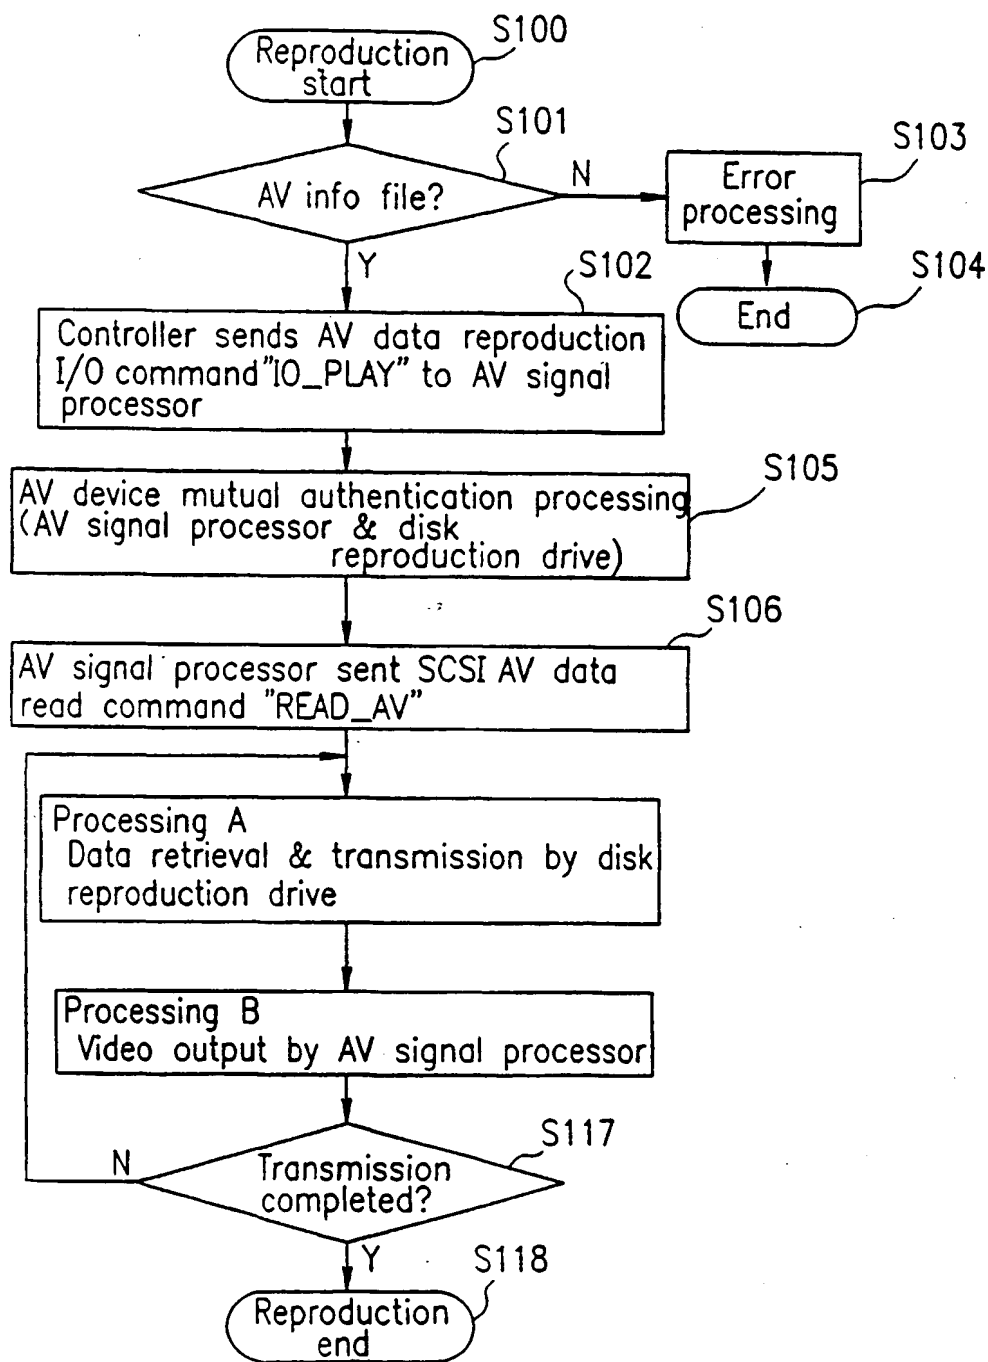 S100
Reproduction
start
S101
AV info file?
N
S103
Error
processing
Y
S102
S104
End
Controller sends AV data reproduction
I/O command"IO_PLAY" to AV signal
processor
S105
AV device mutual authentication processing
(AV signal processor & disk
reproduction drive)
S106
AV signal processor sent SCSI AV data
read command "READ_AV"
Processing A
Data retrieval & transmission by disk
reproduction drive
Processing B
Video output by AV signal processor
S117
N
Transmission
completed?
Y
S118
Reproduction
end